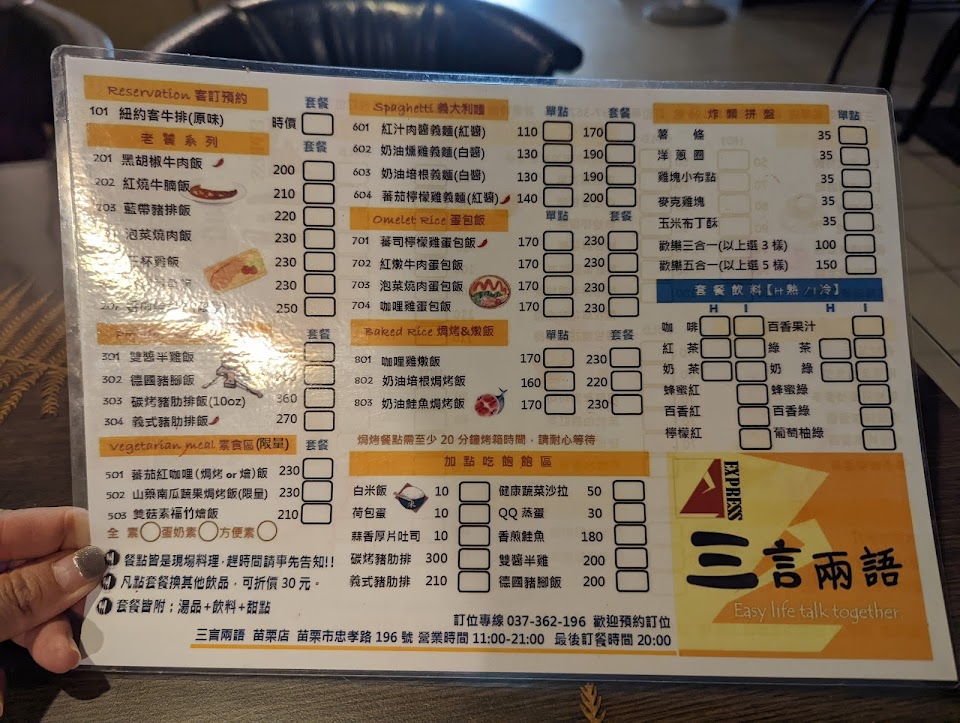 Reservation 客訂預約 套餐
101 紐約客牛排(原味) 時價
老饕系列 套餐
201 黑胡椒牛肉飯 200
202 紅燒牛腩飯 210
203 藍帶豬排飯 220
泡菜燒肉飯 230
三杯雞飯 230
230
207 250
套餐
301 雙醬半雞飯
302 德國豬腳飯
303 碳烤豬肋排飯(10oz) 360
304 義式豬肋排飯 270
Vegetarian meal 素食區(限量) 套餐
501 蕃茄紅咖哩(焗烤 or 燴)飯 230
502 山藥南瓜蔬果焗烤飯(限量) 230
503 雙菇素福竹燴飯 210
全素 蛋奶素 方便素
餐點皆是現場料理，趕時間請事先告知!!
凡點套餐換其他飲品，可折價 30 元。
套餐皆附：湯品+飲料+甜點
Spaghetti 義大利麵 單點 套餐
601 紅汁肉醬義麵(紅醬) 110 170
602 奶油燻雞義麵(白醬) 130 190
603 奶油培根義麵(白醬) 130 190
604 蕃茄檸檬雞義麵(紅醬) 140 200
Omelet Rice 蛋包飯 單點 套餐
701 蕃司檸檬雞蛋包飯 170 230
702 紅燉牛肉蛋包飯 170 230
703 泡菜燒肉蛋包飯 170 230
704 咖哩雞蛋包飯 170 230
Baked Rice 焗烤&燉飯 單點 套餐
801 咖哩雞燉飯 170 230
802 奶油培根焗烤飯 160 220
803 奶油鮭魚焗烤飯 170 230
焗烤餐點需至少 20 分鐘烤箱時間，請耐心等待
加點吃飽飽區
白米飯 10 健康蔬菜沙拉 50
荷包蛋 10 QQ 蒸蛋 30
蒜香厚片吐司 10 香煎鮭魚 180
碳烤豬肋排 300 雙醬半雞 200
義式豬肋排 210 德國豬腳飯 200
炸類拼盤 單點
薯條 35
洋蔥圈 35
雞塊小布點 35
麥克雞塊 35
玉米布丁酥 35
歡樂三合一(以上選 3 樣) 100
歡樂五合一(以上選 5 樣) 150
套餐飲料【H 熱 / I 冷】
H I H I
咖啡 百香果汁
紅茶 綠茶
奶茶 奶綠
蜂蜜紅 蜂蜜綠
百香紅 百香綠
檸檬紅 葡萄柚綠
EXPRESS
三言兩語
Easy life talk together.
訂位專線 037-362-196 歡迎預約訂位
三言兩語 苗栗店 苗栗市忠孝路 196 號 營業時間 11:00-21:00 最後訂餐時間 20:00